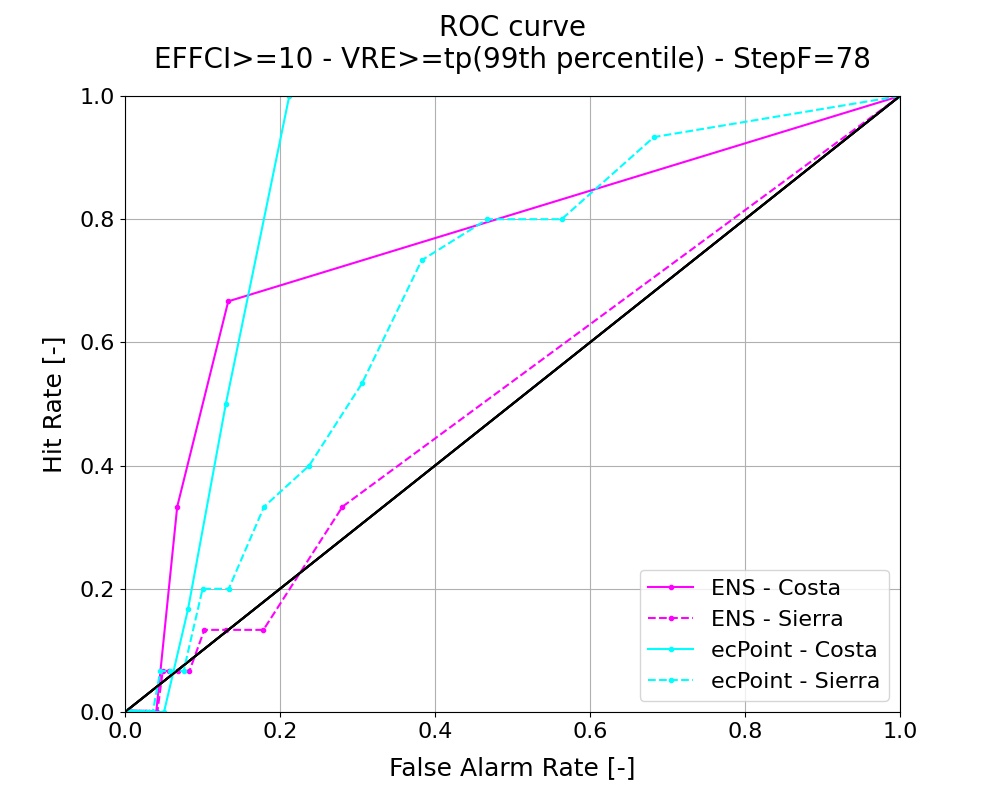 ROC curve
EFFCI>=10 - VRE>=tp(99th percentile) - StepF=78
1.0
0.8
0.6
0.4
0.2
0.0
Hit Rate [-]
0.0 0.2 0.4 0.6 0.8 1.0
False Alarm Rate [-]
ENS - Costa
ENS - Sierra
ecPoint - Costa
ecPoint - Sierra